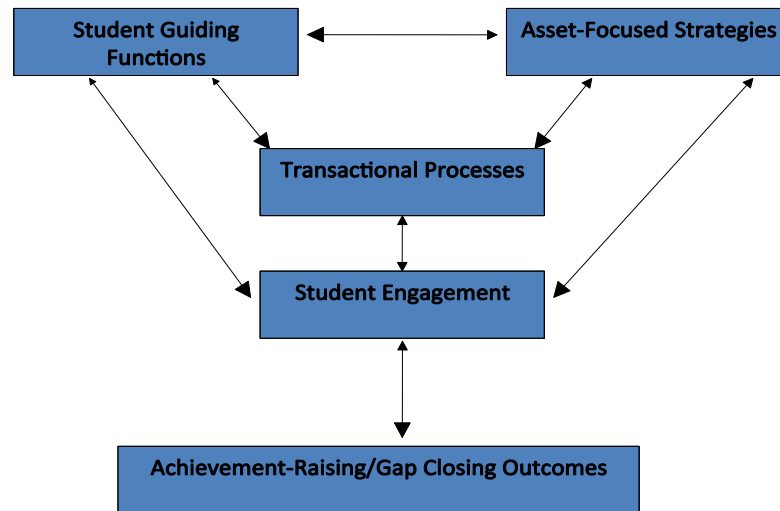 Student Guiding
Functions
Asset-Focused Strategies
Transactional Processes
Student Engagement
Achievement-Raising/Gap Closing Outcomes